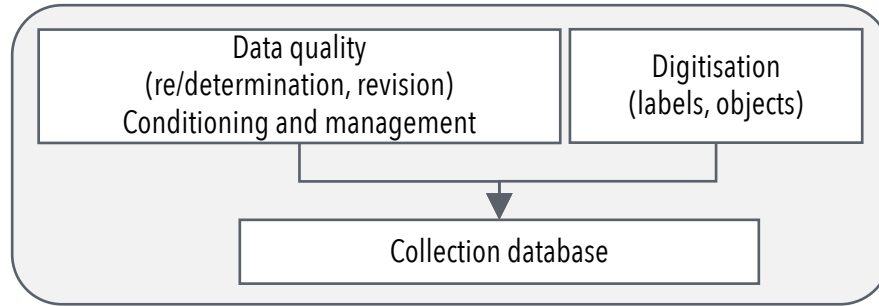 Data quality
(re/determination, revision)
Conditioning and management
Digitisation
(labels, objects)
Collection database